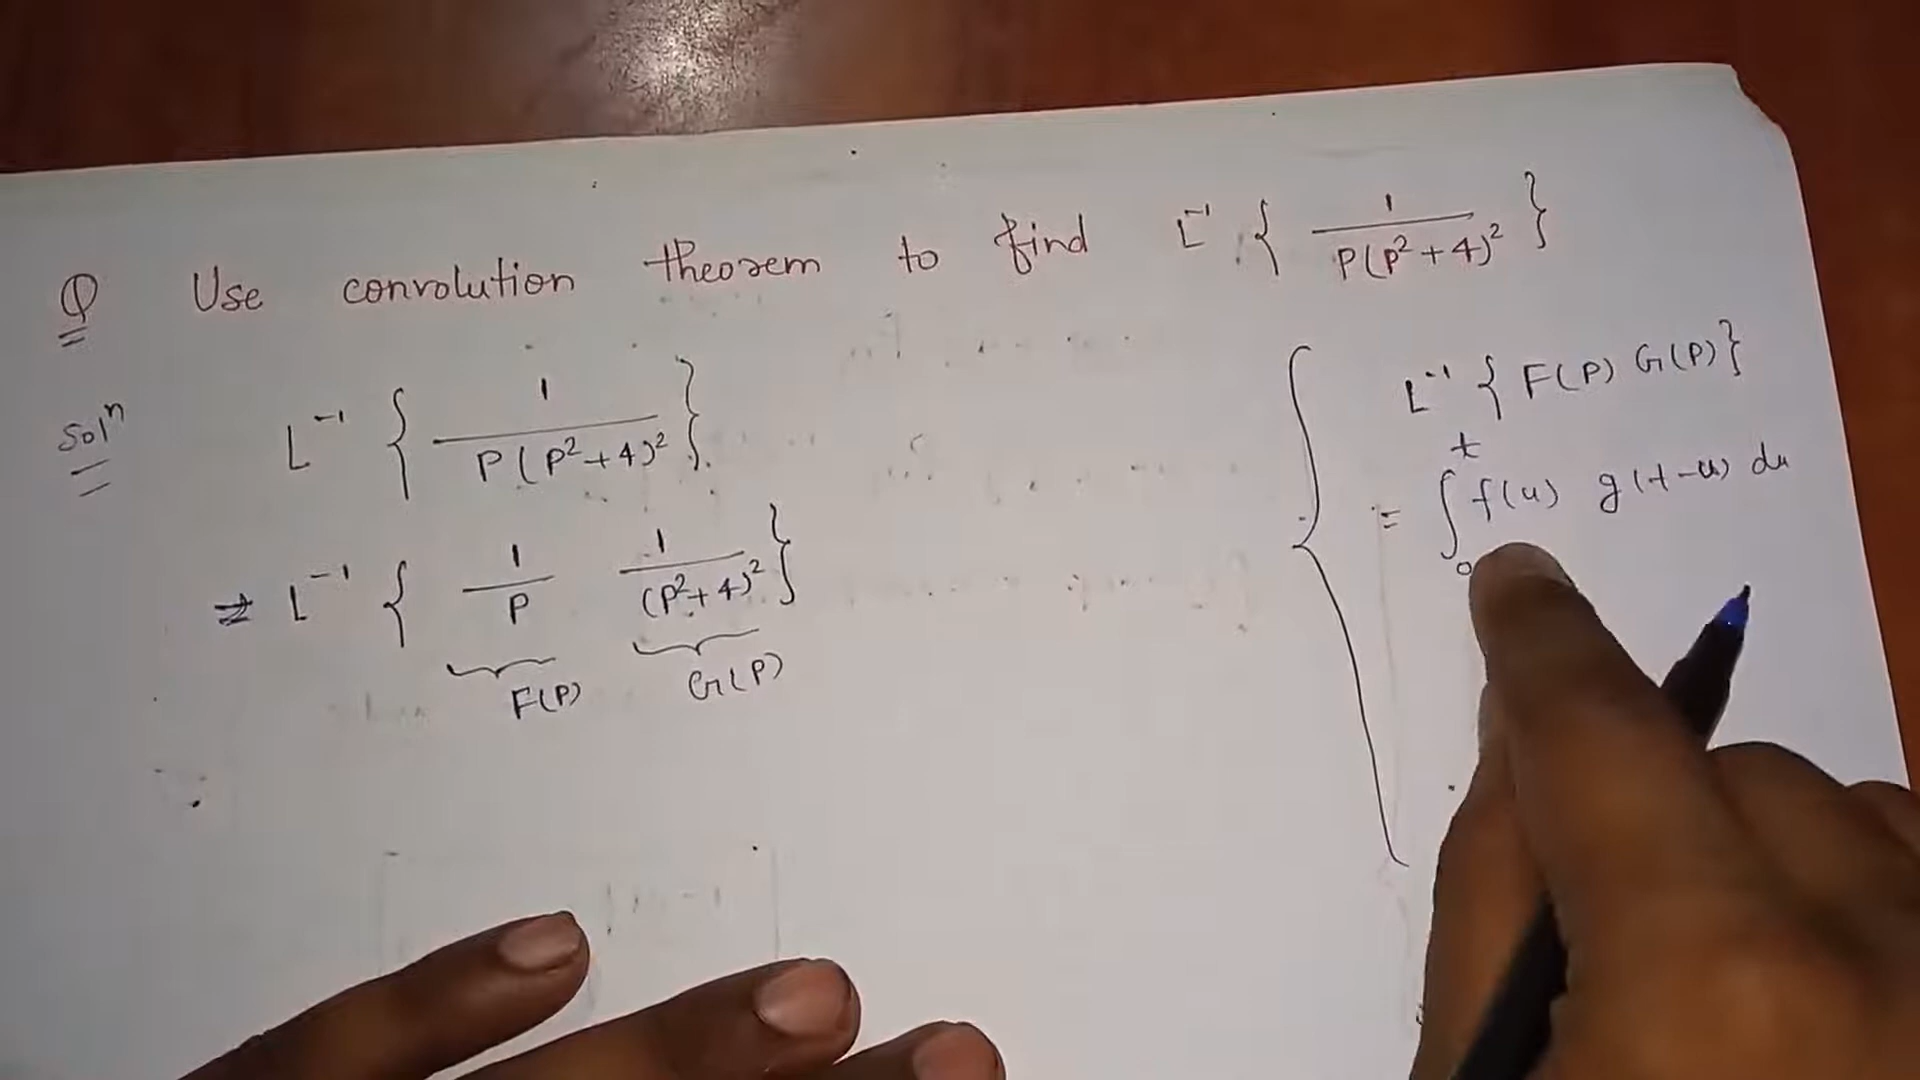 Q Use convolution theorem to find L⁻¹ { 1 / P(P²+4)² }
Solⁿ L⁻¹ { 1 / P(P²+4)² }
= L⁻¹ { 1/P 1/(P²+4)² }
F(P) G(P)
L⁻¹ { F(P) G(P) }
= ∫₀ᵗ f(u) g(t-u) du